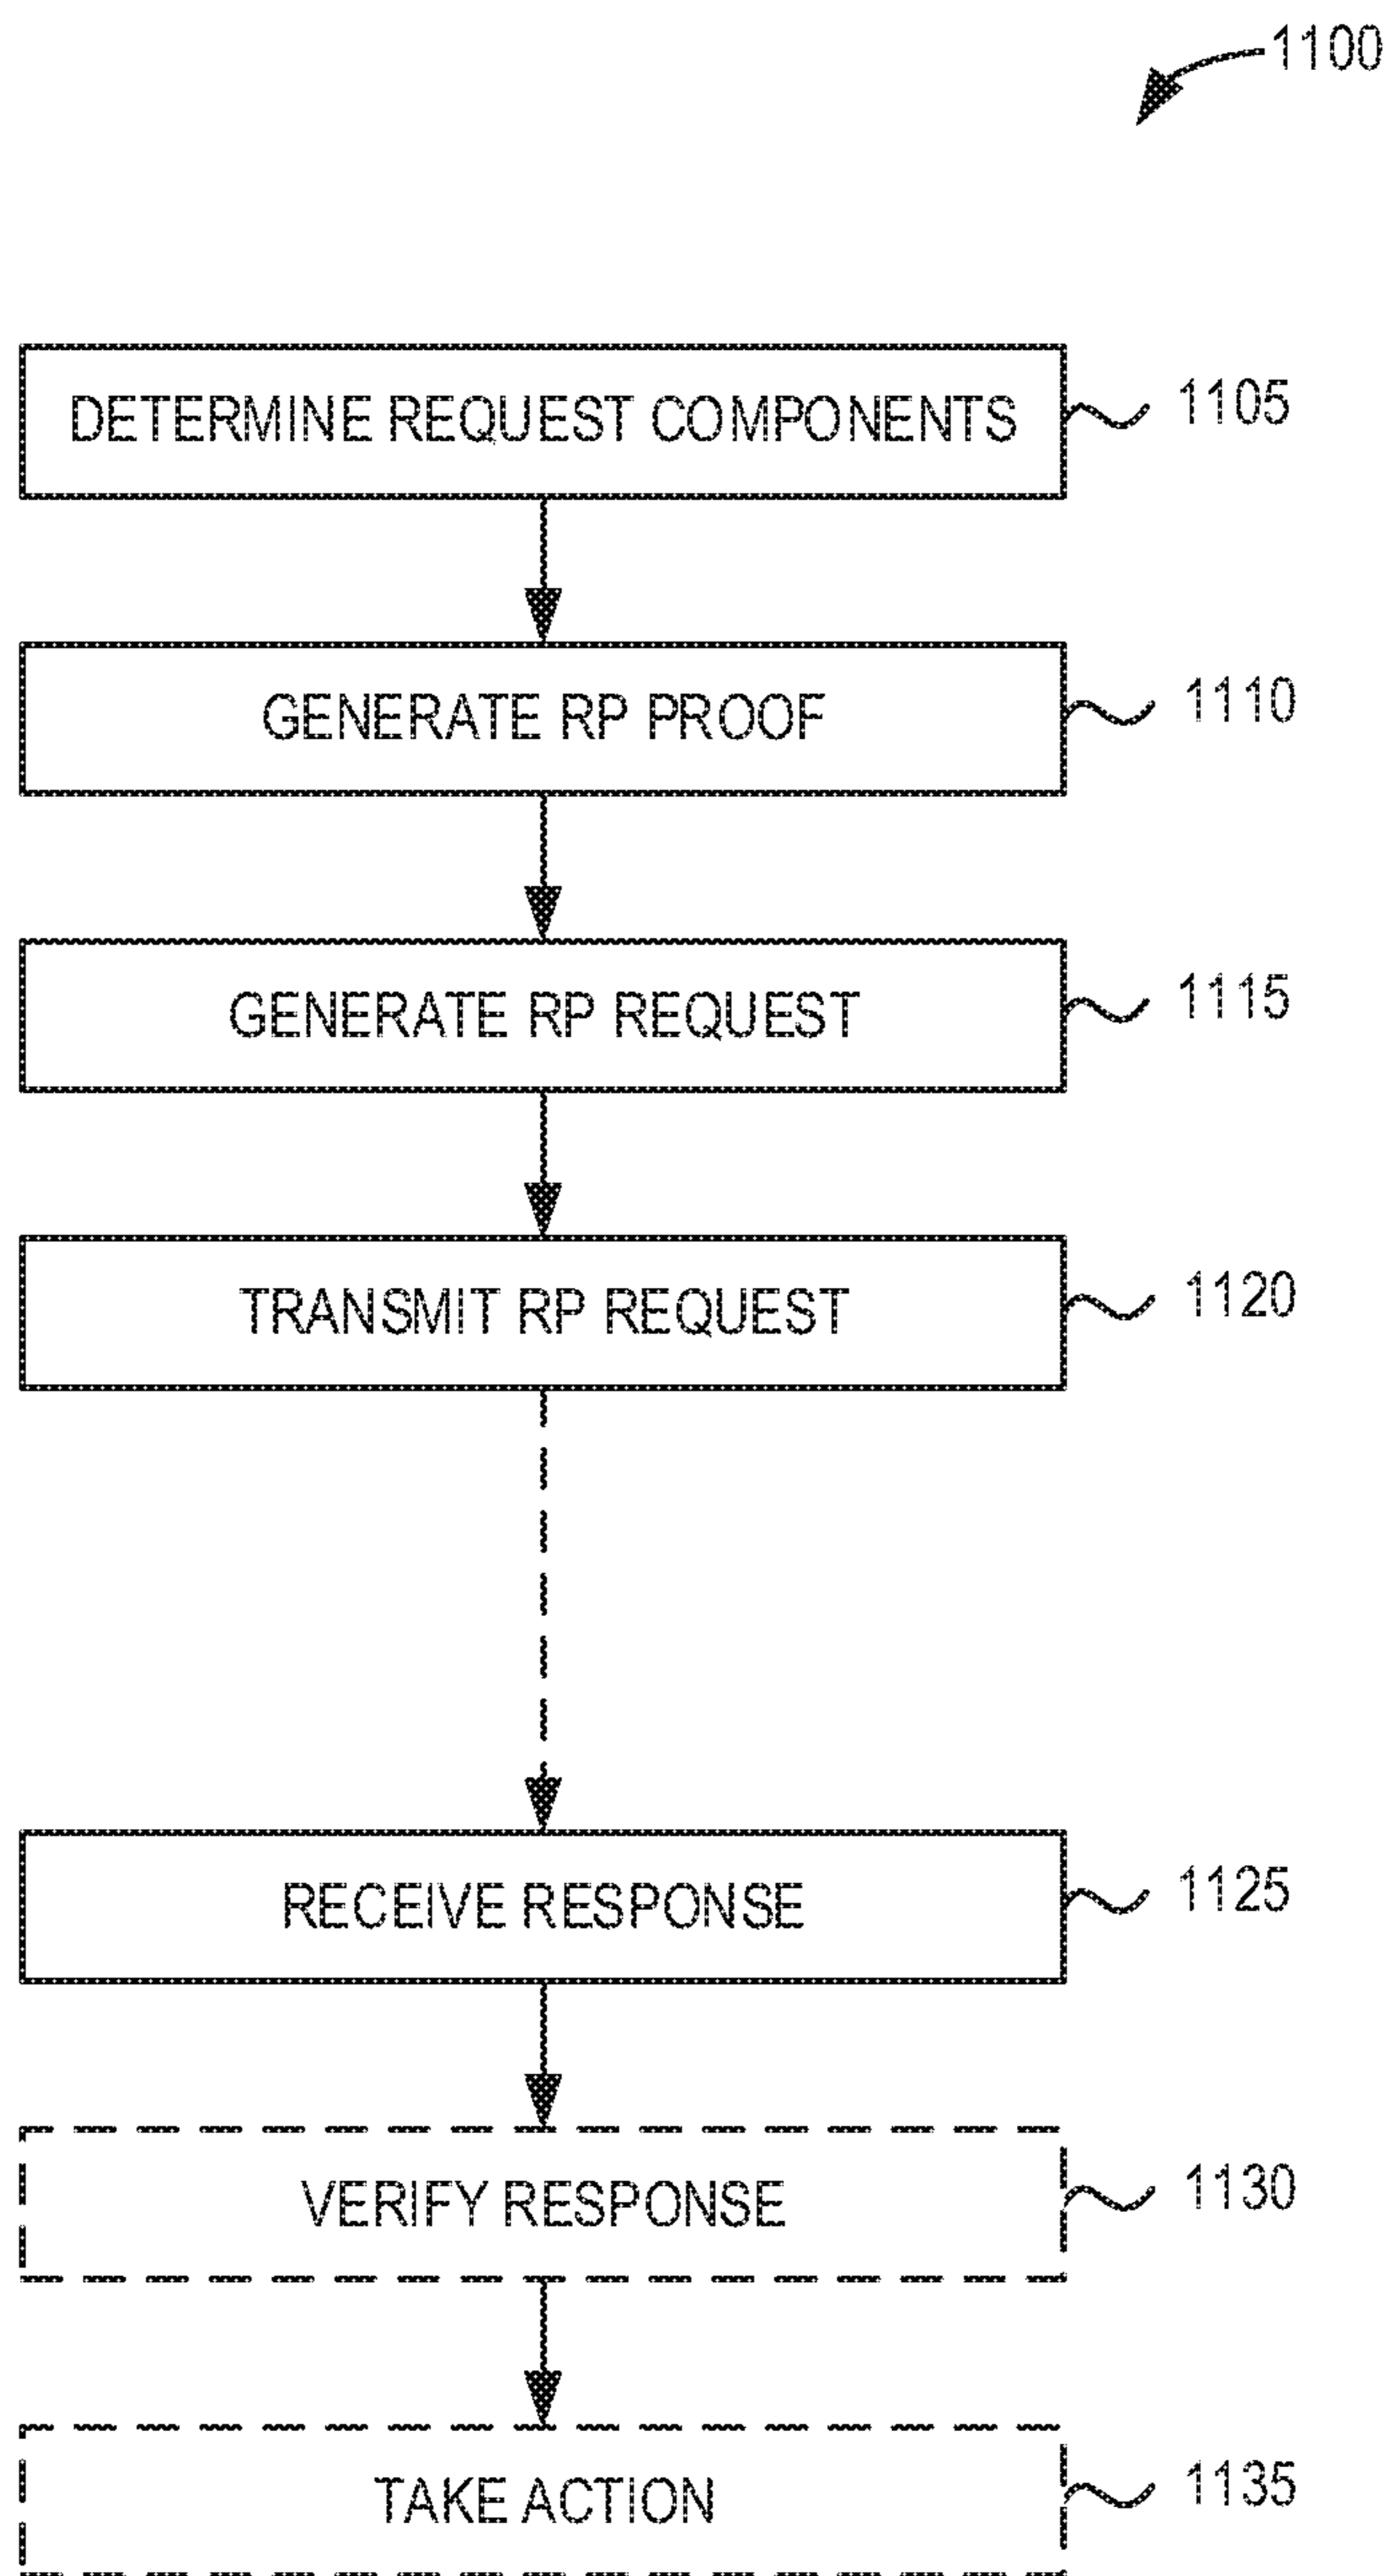 1100
DETERMINE REQUEST COMPONENTS 1105
GENERATE RP PROOF 1110
GENERATE RP REQUEST 1115
TRANSMIT RP REQUEST 1120
RECEIVE RESPONSE 1125
VERIFY RESPONSE 1130
TAKE ACTION 1135